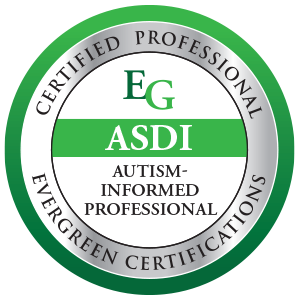 CERTIFIED PROFESSIONAL
EG
ASDI
AUTISM-
INFORMED
PROFESSIONAL
EVERGREEN CERTIFICATIONS